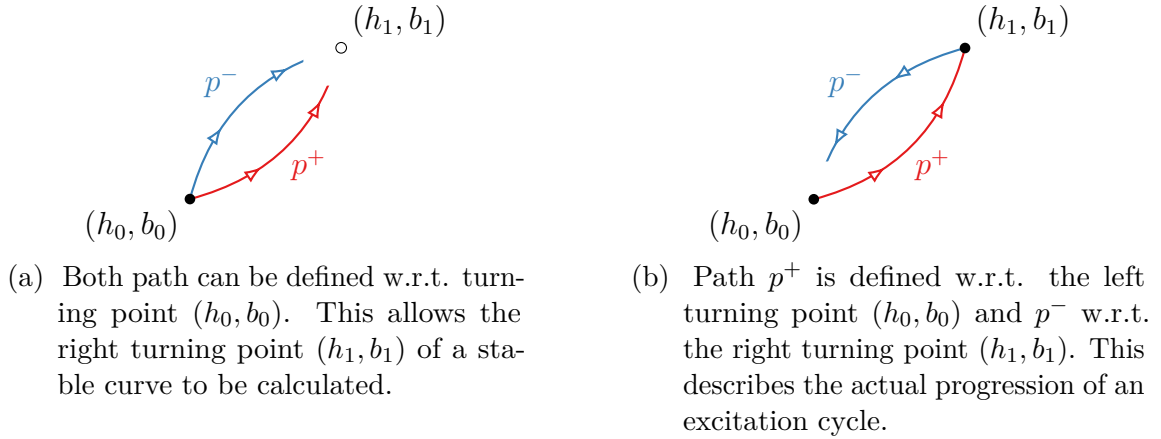 (h₁, b₁)
p⁻
p⁺
(h₀, b₀)
(a) Both path can be defined w.r.t. turn-
ing point (h₀, b₀). This allows the
right turning point (h₁, b₁) of a sta-
ble curve to be calculated.
(h₁, b₁)
p⁻
p⁺
(h₀, b₀)
(b) Path p⁺ is defined w.r.t. the left
turning point (h₀, b₀) and p⁻ w.r.t.
the right turning point (h₁, b₁). This
describes the actual progression of an
excitation cycle.